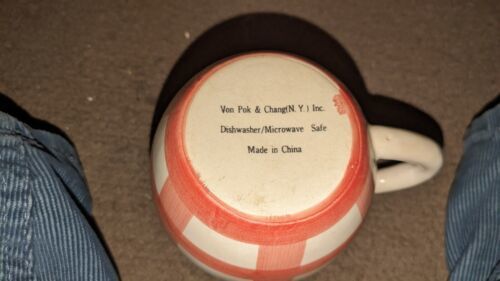 Von Pok & Chang(N.Y.) Inc.
Dishwasher/Microwave Safe
Made in China